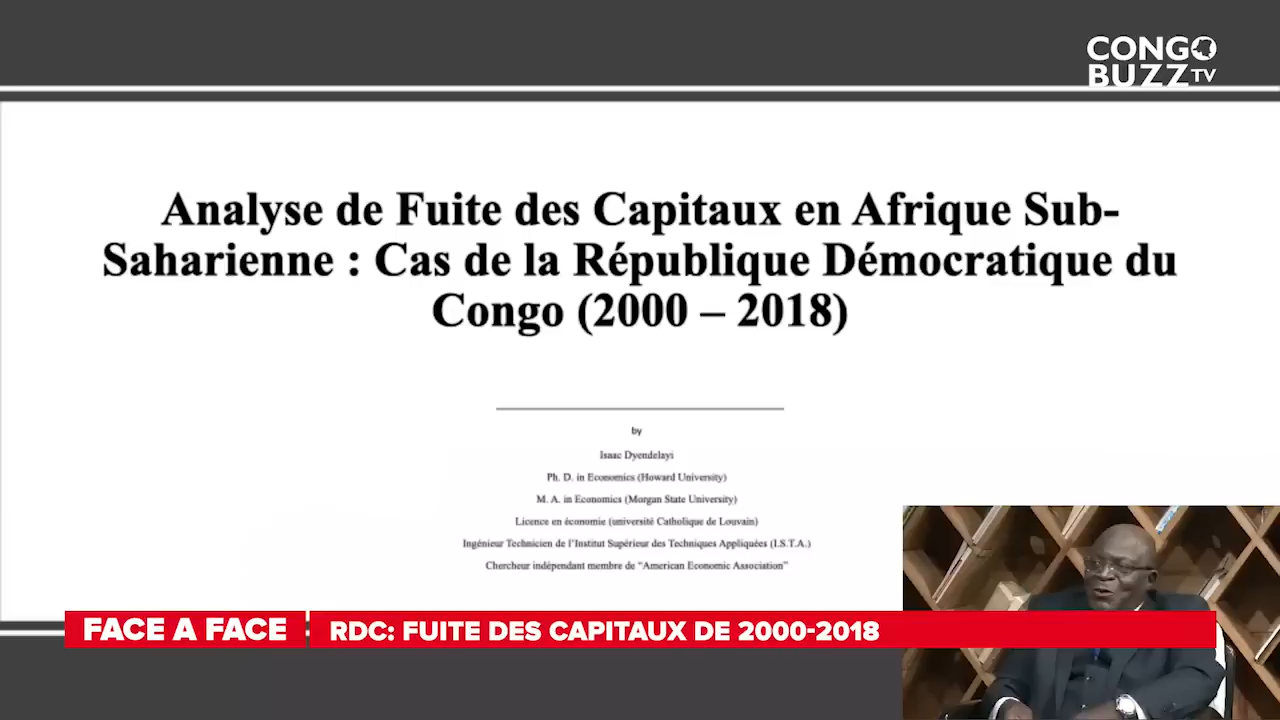 CONGO
BUZZ TV
Analyse de Fuite des Capitaux en Afrique Sub-
Saharienne : Cas de la République Démocratique du
Congo (2000 – 2018)
by
Isaac Dyendelayi
Ph. D. in Economics (Howard University)
M. A. in Economics (Morgan State University)
Licence en économie (université Catholique de Louvain)
Ingénieur Technicien de l'Institut Supérieur des Techniques Appliquées (I.S.T.A.)
Chercheur indépendant membre de "American Economic Association"
FACE A FACE
RDC: FUITE DES CAPITAUX DE 2000-2018